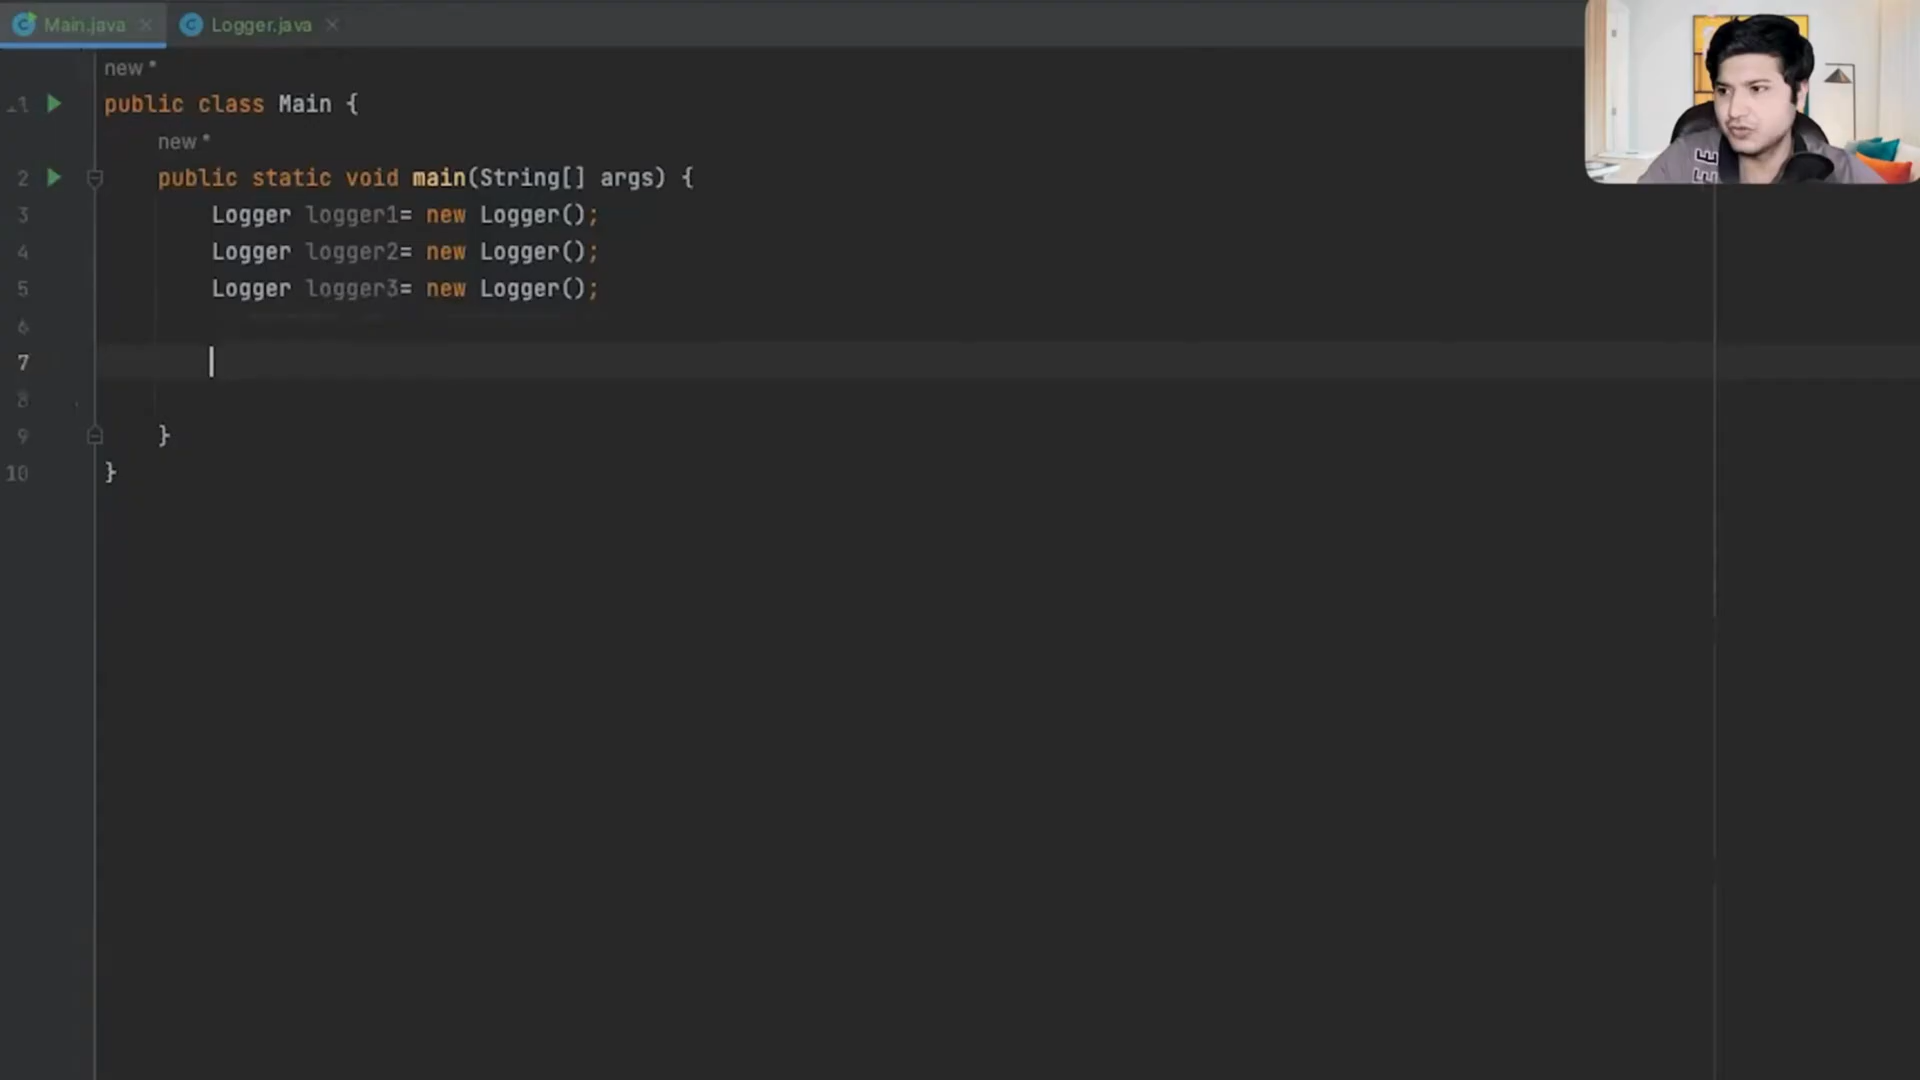 Main.java
Logger.java
new *
1 public class Main {
new *
2 public static void main(String[] args) {
3 Logger logger1= new Logger();
4 Logger logger2= new Logger();
5 Logger logger3= new Logger();
6
7
8
9 }
10 }